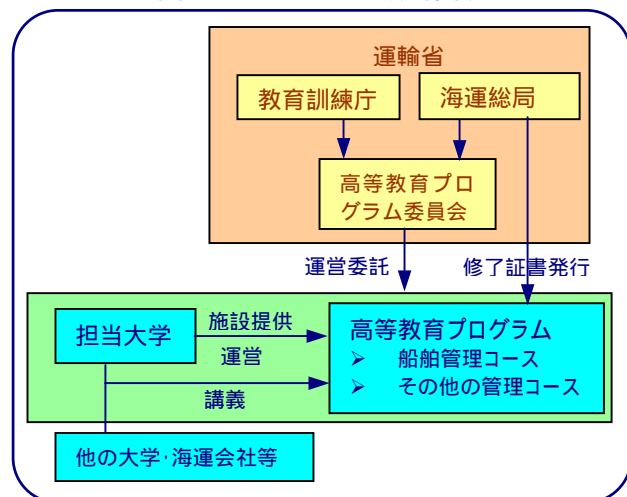 運輸省
教育訓練庁
海運総局
高等教育プロ
グラム委員会
運営委託
修了証書発行
担当大学
施設提供
運営
講義
高等教育プログラム
➢ 船舶管理コース
➢ その他の管理コース
他の大学・海運会社等